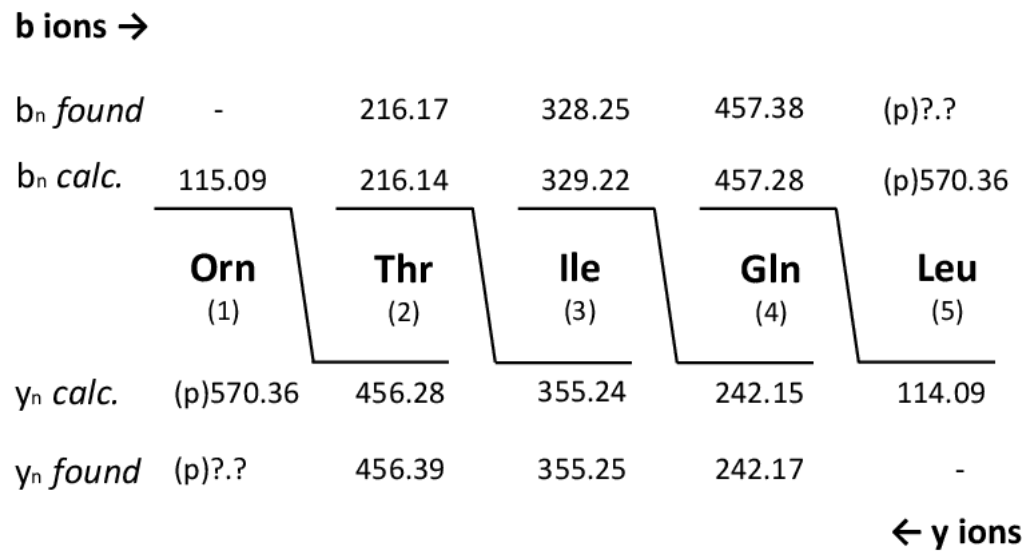 b ions →
bn found - 216.17 328.25 457.38 (p)?.?
bn calc. 115.09 216.14 329.22 457.28 (p)570.36
Orn Thr Ile Gln Leu
(1) (2) (3) (4) (5)
yn calc. (p)570.36 456.28 355.24 242.15 114.09
yn found (p)?.? 456.39 355.25 242.17 -
← y ions